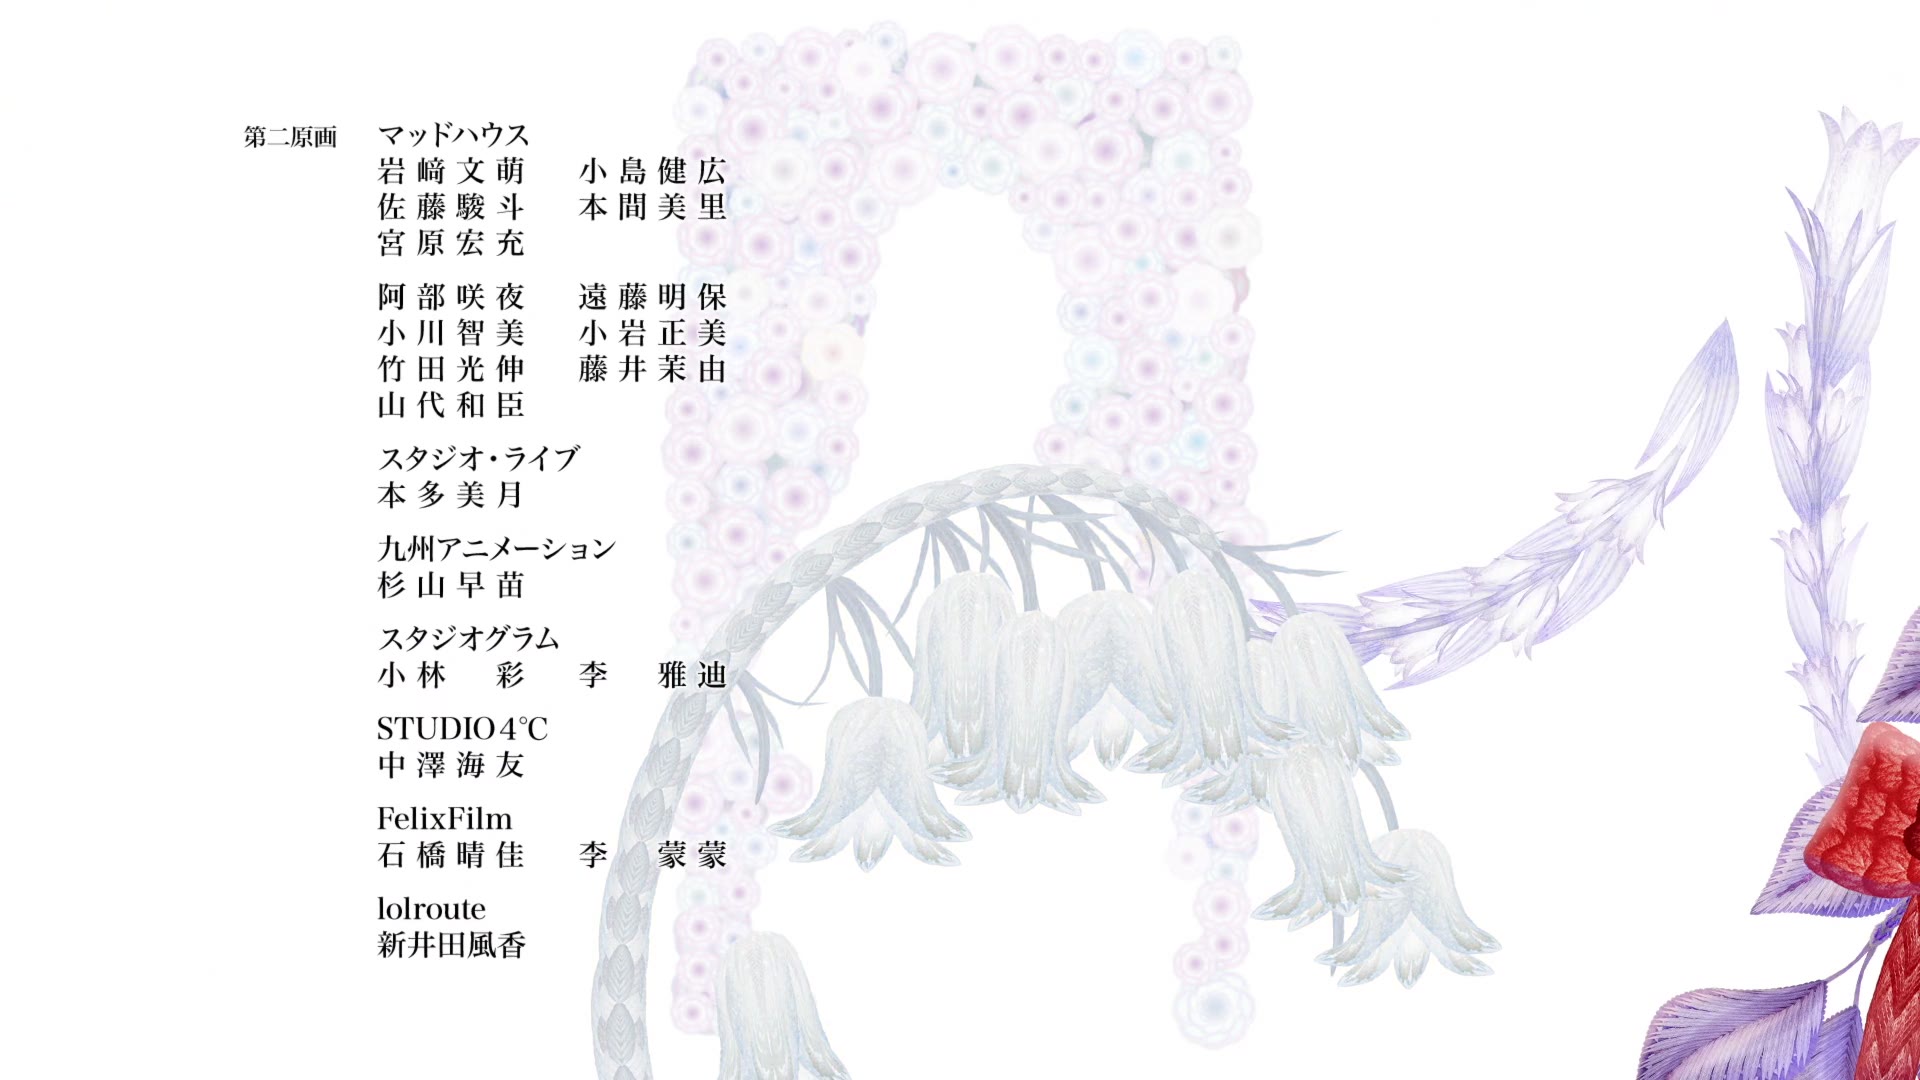 第二原画 マッドハウス
岩﨑文萌 小島健広
佐藤駿斗 本間美里
宮原宏充
阿部咲夜 遠藤明保
小川智美 小岩正美
竹田光伸 藤井茉由
山代和臣
スタジオ・ライブ
本多美月
九州アニメーション
杉山早苗
スタジオグラム
小林 彩 李 雅迪
STUDIO4℃
中澤海友
FelixFilm
石橋晴佳 李 蒙蒙
lolroute
新井田風香